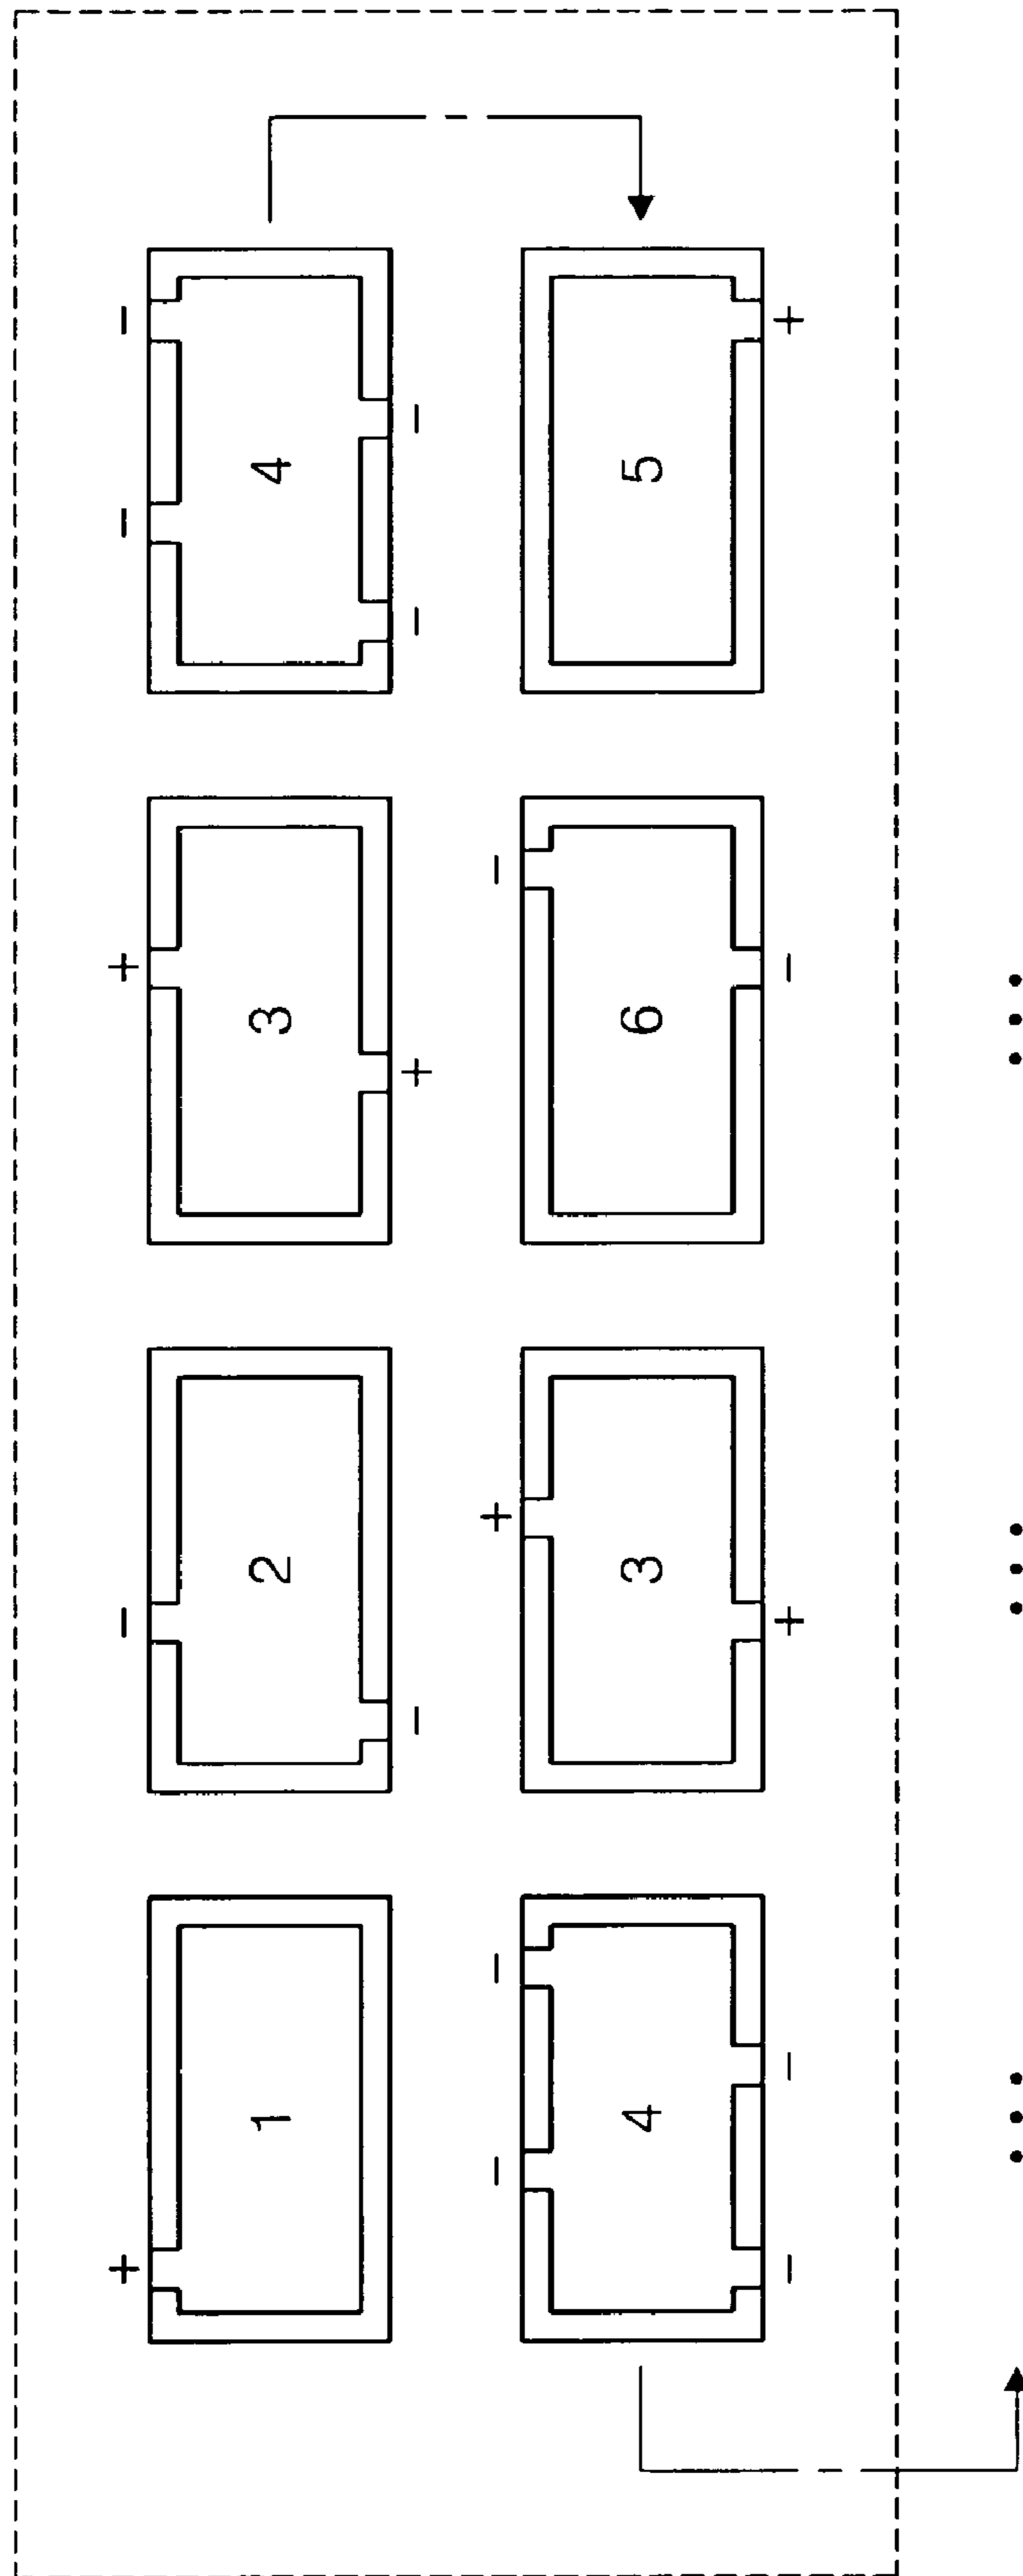 + − + − −
1 2 3 4
− + − −
− − + −
4 3 6 5
− − + − +